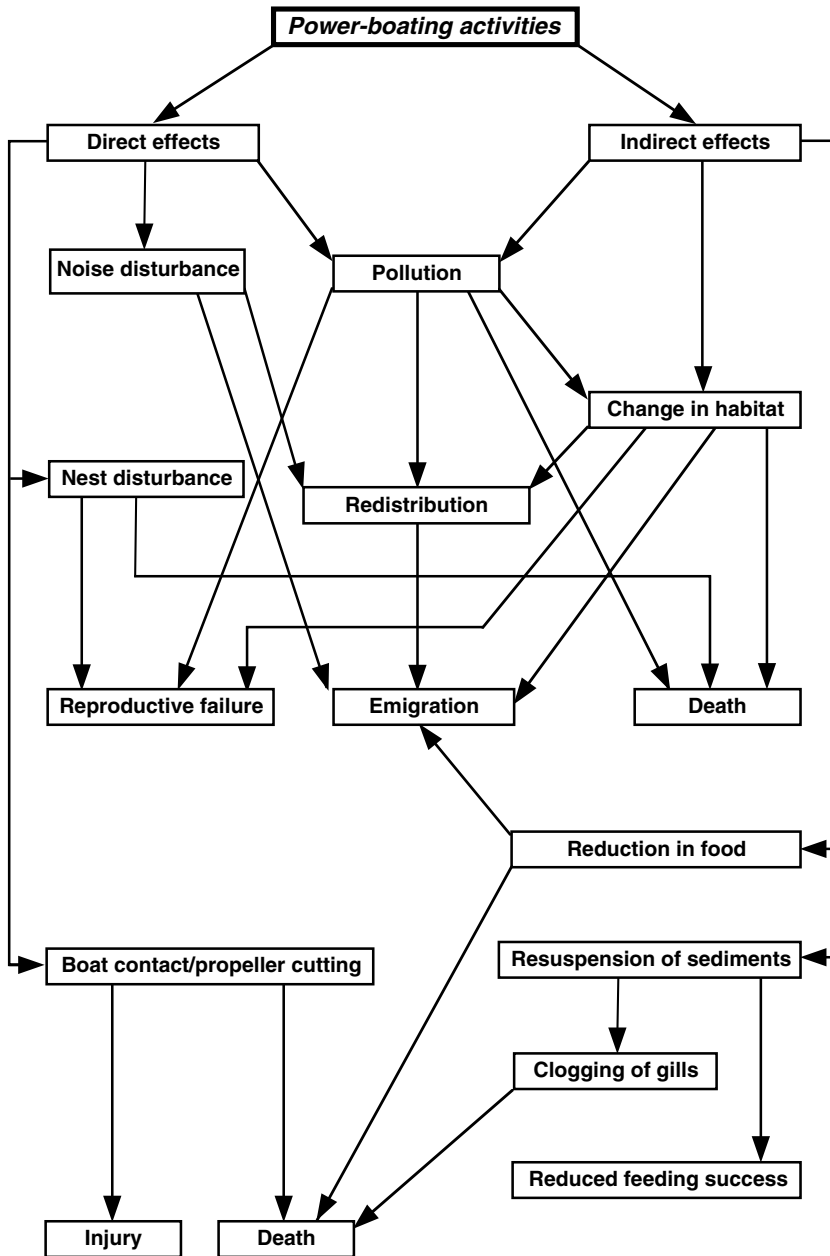 Power-boating activities
Direct effects
Indirect effects
Noise disturbance
Pollution
Change in habitat
Nest disturbance
Redistribution
Reproductive failure
Emigration
Death
Reduction in food
Boat contact/propeller cutting
Resuspension of sediments
Clogging of gills
Reduced feeding success
Injury
Death